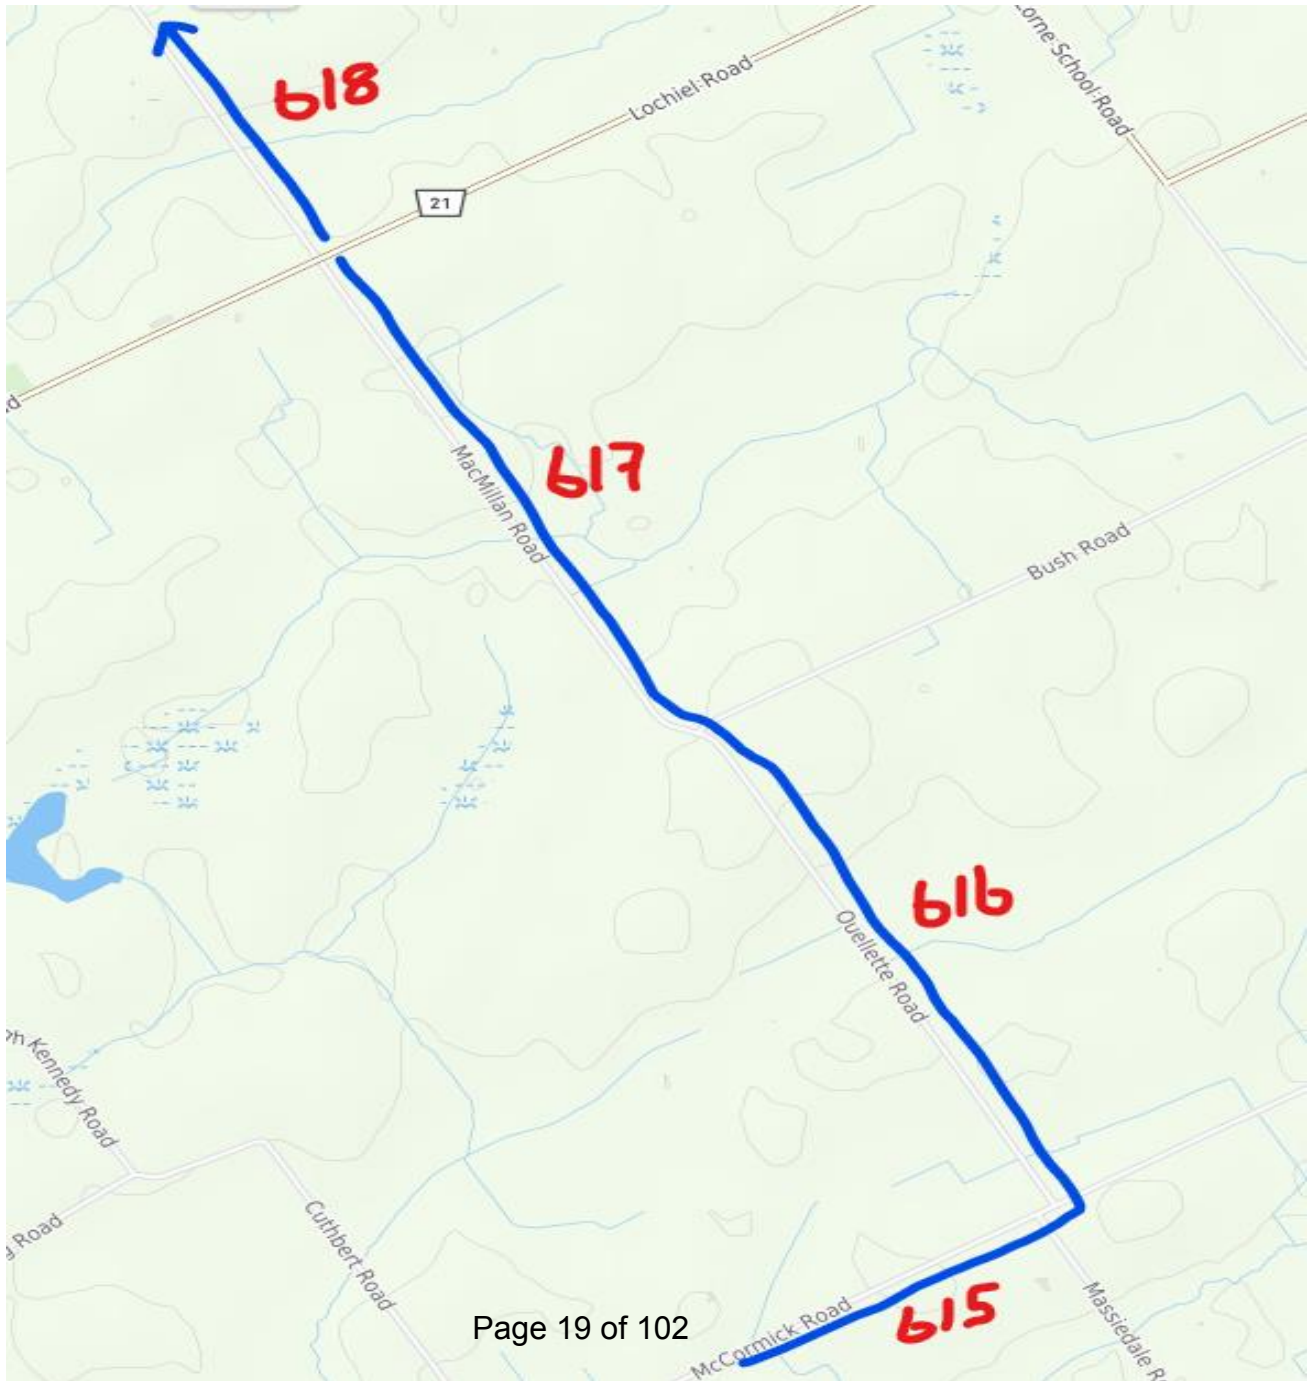 Lorne School Road
618
Lochiel Road
21
617
MacMillan Road
Bush Road
616
Ouellette Road
Kennedy Road
Road
Cuthbert Road
615
McCormick Road
Massiedale
Page 19 of 102